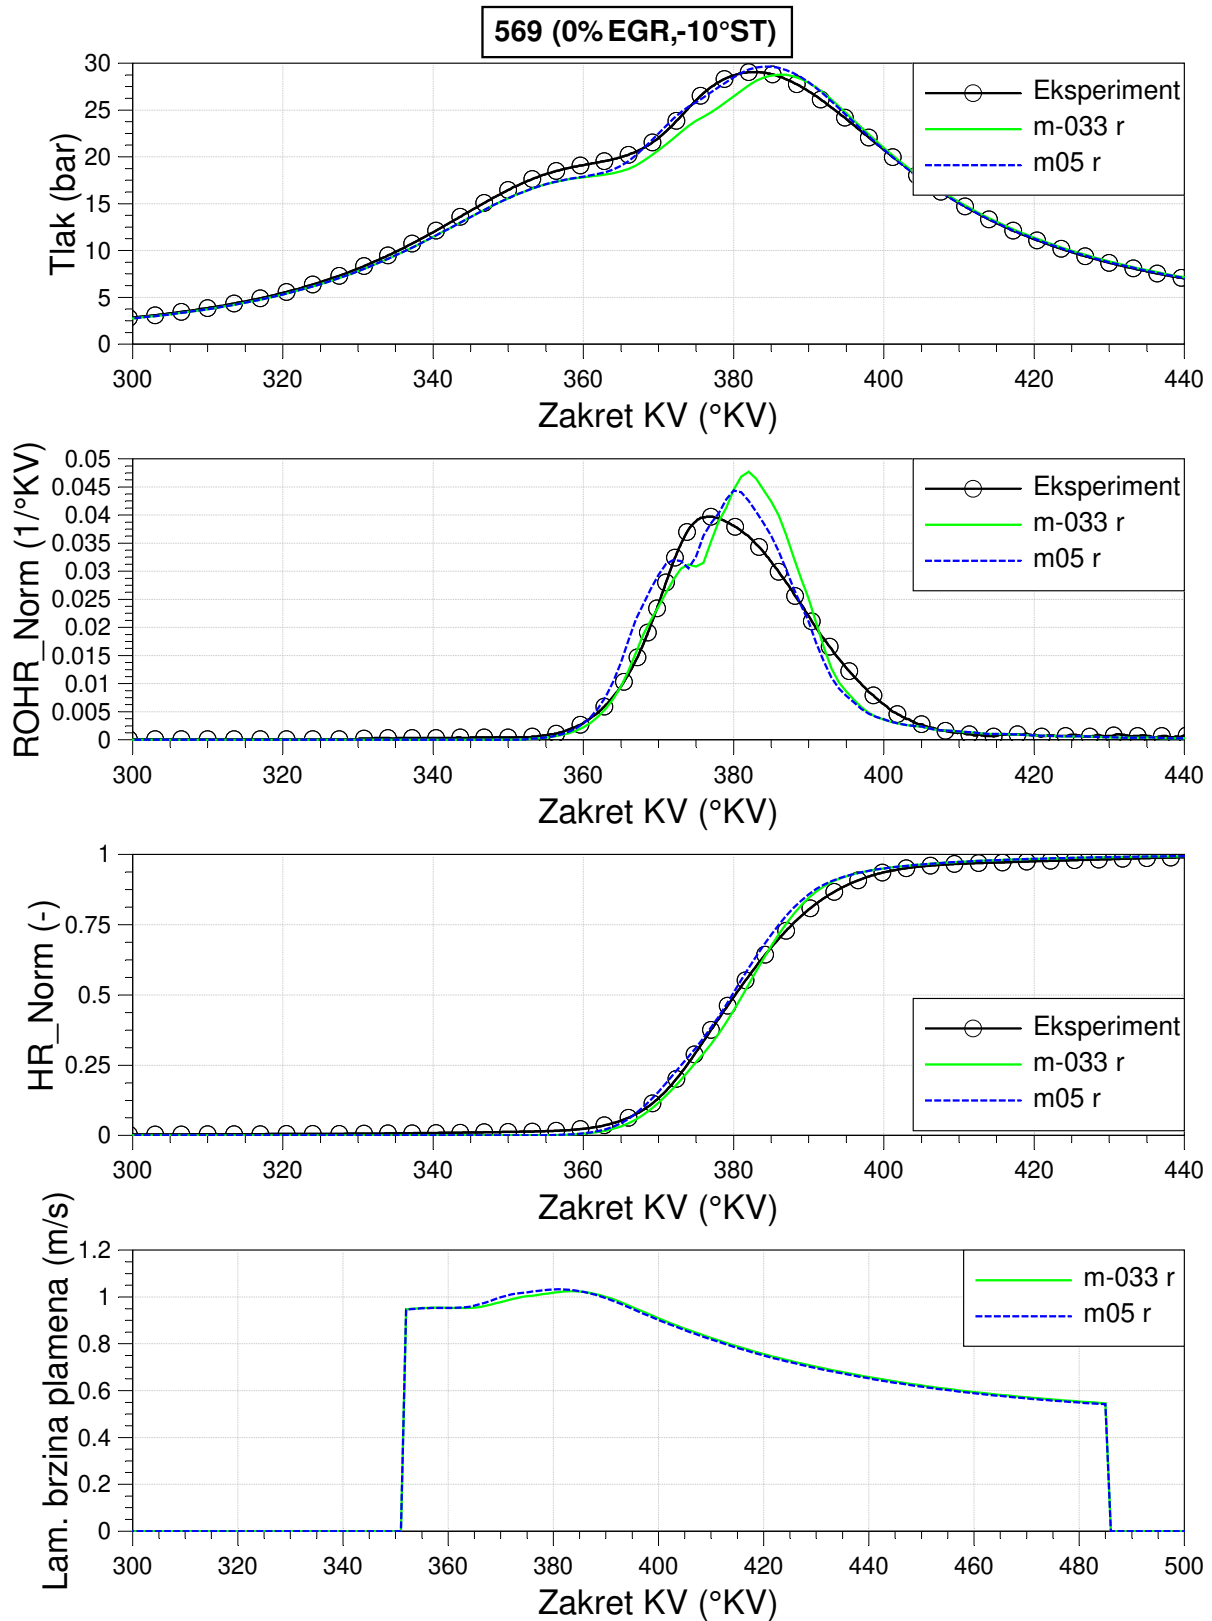 569 (0% EGR,-10°ST)
Tlak (bar)
30
25
20
15
10
5
0
300 320 340 360 380 400 420 440
Zakret KV (°KV)
Eksperiment
m-033 r
m05 r
ROHR_Norm (1/°KV)
0.05
0.045
0.04
0.035
0.03
0.025
0.02
0.015
0.01
0.005
0
300 320 340 360 380 400 420 440
Zakret KV (°KV)
Eksperiment
m-033 r
m05 r
HR_Norm (-)
1
0.75
0.5
0.25
0
300 320 340 360 380 400 420 440
Zakret KV (°KV)
Eksperiment
m-033 r
m05 r
Lam. brzina plamena (m/s)
1.2
1
0.8
0.6
0.4
0.2
0
300 320 340 360 380 400 420 440 460 480 500
Zakret KV (°KV)
m-033 r
m05 r